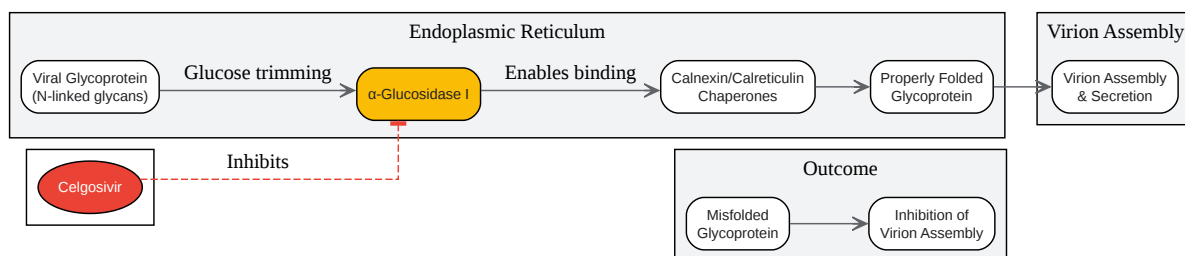 Endoplasmic Reticulum
Virion Assembly
Viral Glycoprotein
(N-linked glycans)
Glucose trimming
α-Glucosidase I
Enables binding
Calnexin/Calreticulin
Chaperones
Properly Folded
Glycoprotein
Virion Assembly
& Secretion
Celgosivir
Inhibits
Outcome
Misfolded
Glycoprotein
Inhibition of
Virion Assembly